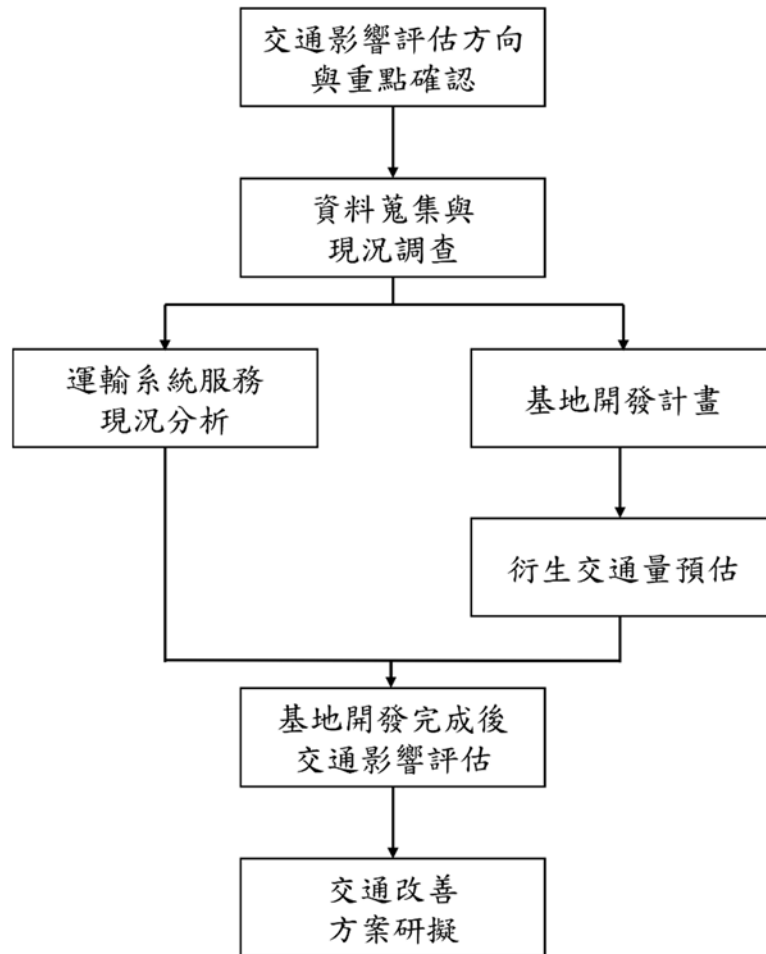 交通影響評估方向
與重點確認
資料蒐集與
現況調查
運輸系統服務
現況分析
基地開發計畫
衍生交通量預估
基地開發完成後
交通影響評估
交通改善
方案研擬